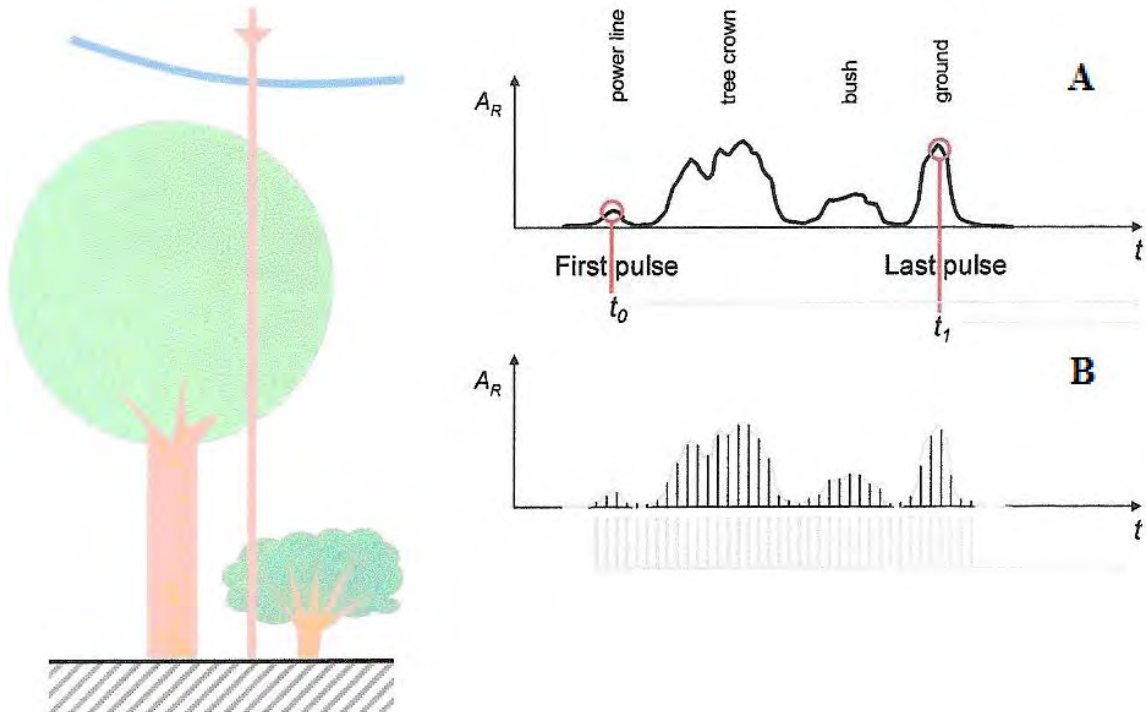 power line
tree crown
bush
ground
A
A_R
t
First pulse
Last pulse
t_0
t_1
B
A_R
t